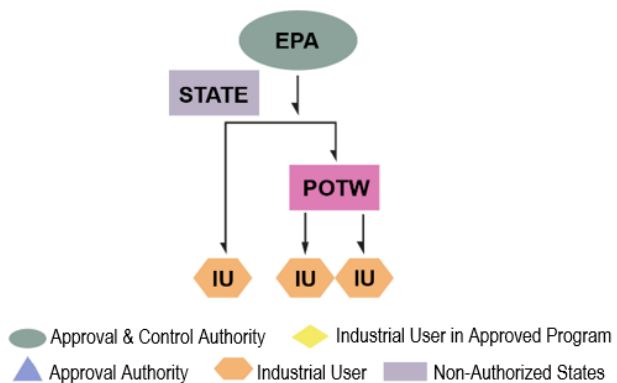 EPA
STATE
POTW
IU IU IU
Approval & Control Authority Industrial User in Approved Program
Approval Authority Industrial User Non-Authorized States